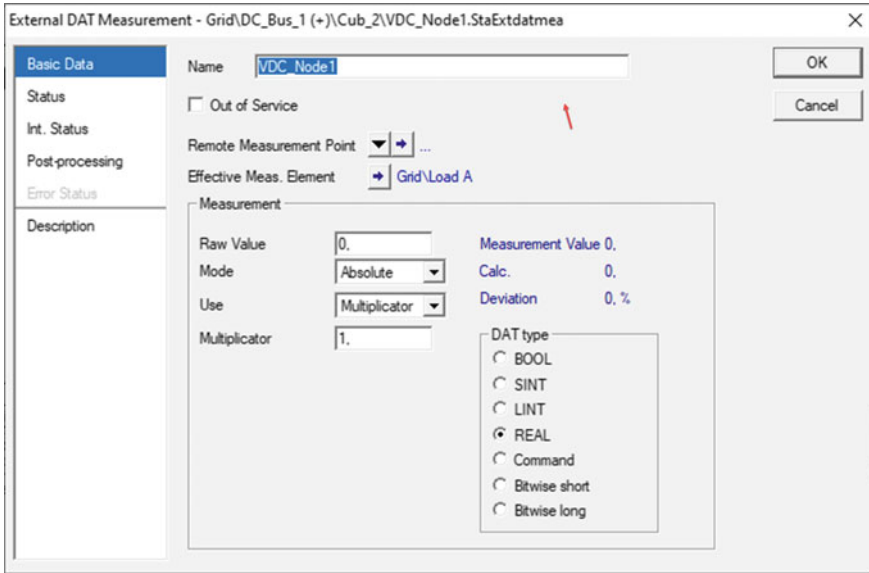 External DAT Measurement - Grid\DC_Bus_1 (+)\Cub_2\VDC_Node1.StaExtdatmea
Basic Data
Status
Int. Status
Post-processing
Error Status
Description
Name VDC_Node1
Out of Service
Remote Measurement Point ...
Effective Meas. Element Grid\Load A
Measurement
Raw Value 0,
Mode Absolute
Use Multiplicator
Multiplicator 1,
Measurement Value 0,
Calc. 0,
Deviation 0, %
DAT type
BOOL
SINT
LINT
REAL
Command
Bitwise short
Bitwise long
OK
Cancel